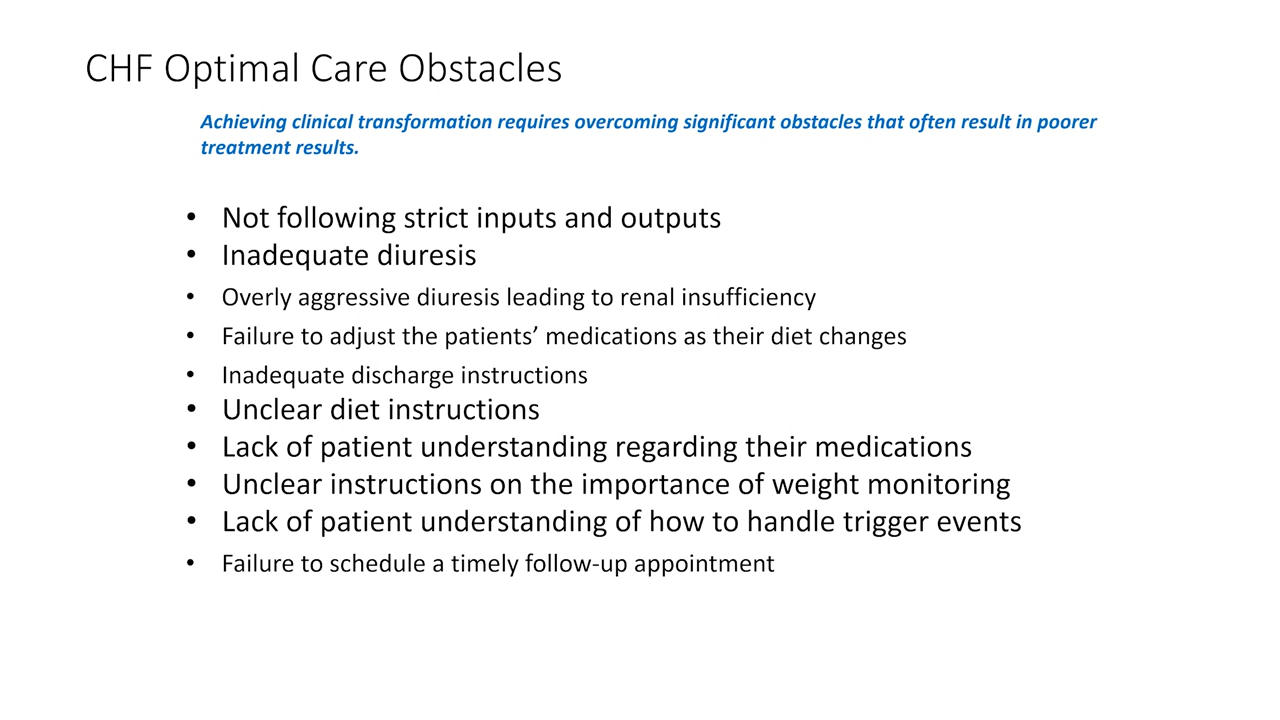 CHF Optimal Care Obstacles
Achieving clinical transformation requires overcoming significant obstacles that often result in poorer
treatment results.
• Not following strict inputs and outputs
• Inadequate diuresis
• Overly aggressive diuresis leading to renal insufficiency
• Failure to adjust the patients’ medications as their diet changes
• Inadequate discharge instructions
• Unclear diet instructions
• Lack of patient understanding regarding their medications
• Unclear instructions on the importance of weight monitoring
• Lack of patient understanding of how to handle trigger events
• Failure to schedule a timely follow-up appointment